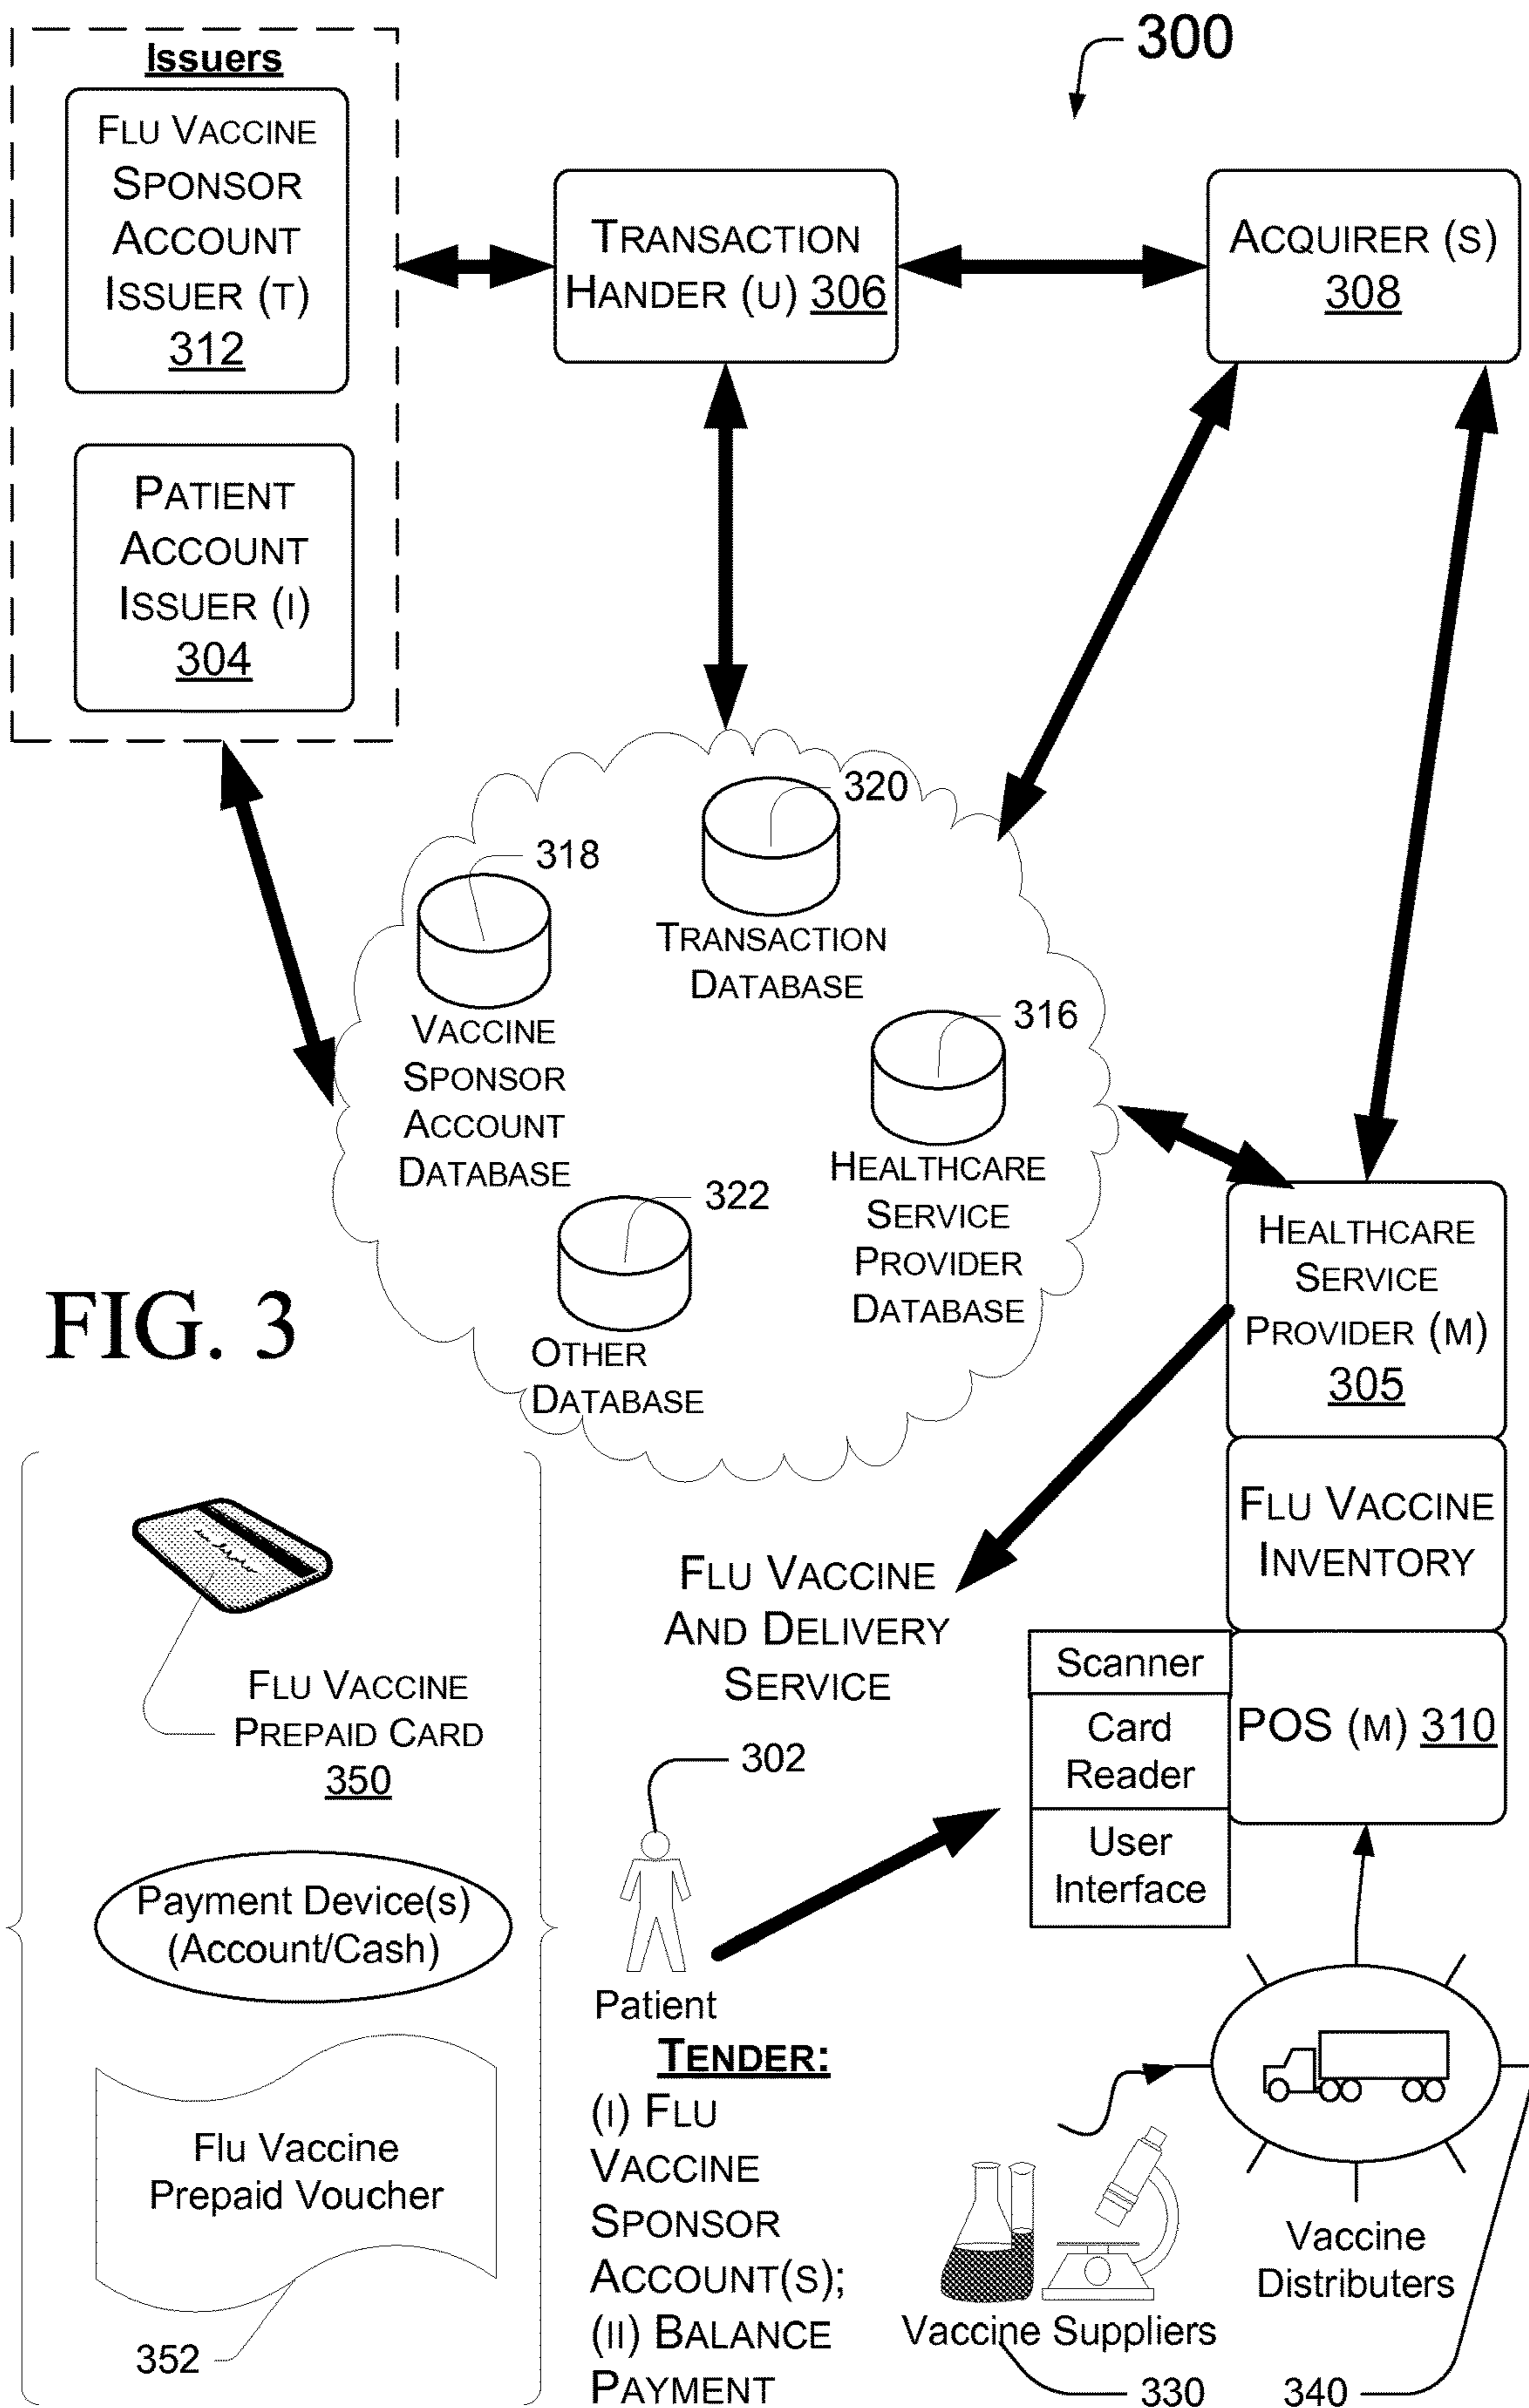 300
Issuers
FLU VACCINE
SPONSOR
ACCOUNT
ISSUER (T)
312
PATIENT
ACCOUNT
ISSUER (I)
304
TRANSACTION
HANDER (U) 306
ACQUIRER (S)
308
320
TRANSACTION
DATABASE
318
VACCINE
SPONSOR
ACCOUNT
DATABASE
316
HEALTHCARE
SERVICE
PROVIDER
DATABASE
322
OTHER
DATABASE
HEALTHCARE
SERVICE
PROVIDER (M)
305
FLU VACCINE
INVENTORY
POS (M) 310
Scanner
Card
Reader
User
Interface
FIG. 3
FLU VACCINE
AND DELIVERY
SERVICE
FLU VACCINE
PREPAID CARD
350
Payment Device(s)
(Account/Cash)
Flu Vaccine
Prepaid Voucher
352
302
Patient
TENDER:
(I) FLU
VACCINE
SPONSOR
ACCOUNT(S);
(II) BALANCE
PAYMENT
Vaccine Suppliers
330
Vaccine
Distributers
340